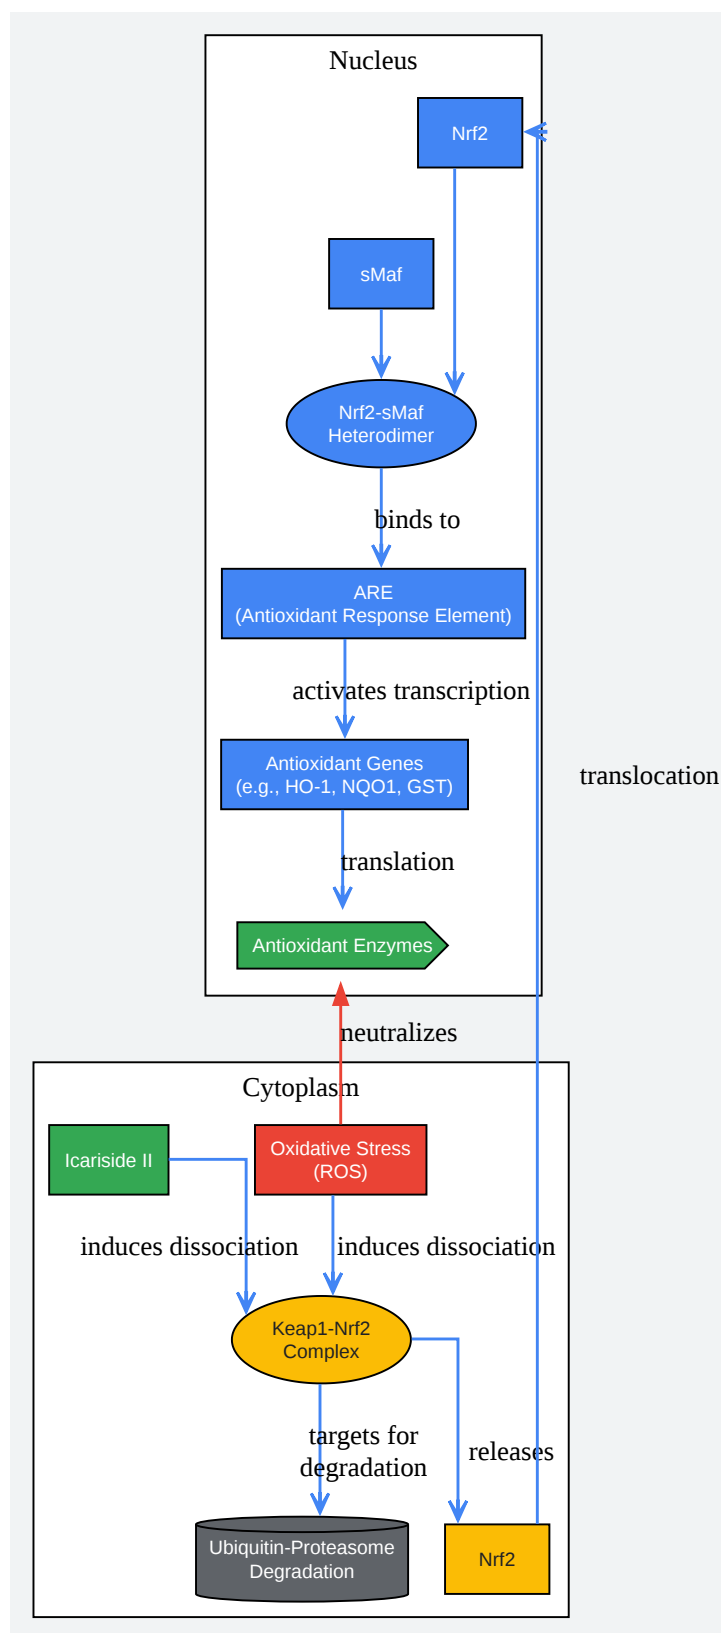 Nucleus
Nrf2
sMaf
Nrf2-sMaf
Heterodimer
binds to
ARE
(Antioxidant Response Element)
activates transcription
Antioxidant Genes
(e.g., HO-1, NQO1, GST)
translocation
translation
Antioxidant Enzymes
neutralizes
Cytoplasm
Icariside II
Oxidative Stress
(ROS)
induces dissociation
induces dissociation
Keap1-Nrf2
Complex
targets for
degradation
releases
Ubiquitin-Proteasome
Degradation
Nrf2